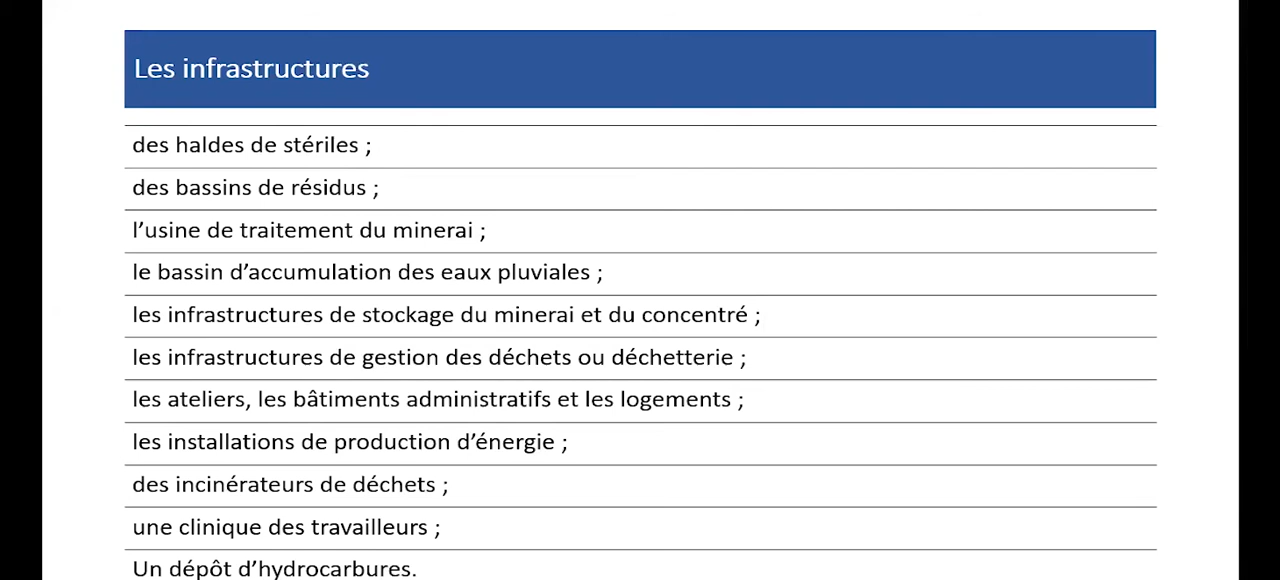 Les infrastructures
des haldes de stériles ;
des bassins de résidus ;
l’usine de traitement du minerai ;
le bassin d’accumulation des eaux pluviales ;
les infrastructures de stockage du minerai et du concentré ;
les infrastructures de gestion des déchets ou déchetterie ;
les ateliers, les bâtiments administratifs et les logements ;
les installations de production d’énergie ;
des incinérateurs de déchets ;
une clinique des travailleurs ;
Un dépôt d’hydrocarbures.